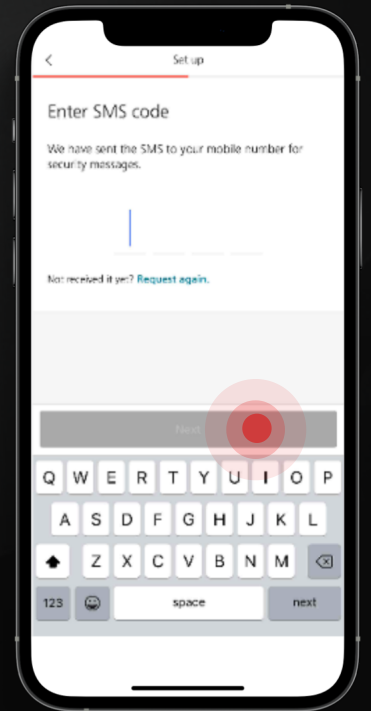 Set up
Enter SMS code
We have sent the SMS to your mobile number for
security messages.
Not received it yet? Request again.
Next
Q W E R T Y U I O P
A S D F G H J K L
Z X C V B N M
123 space next